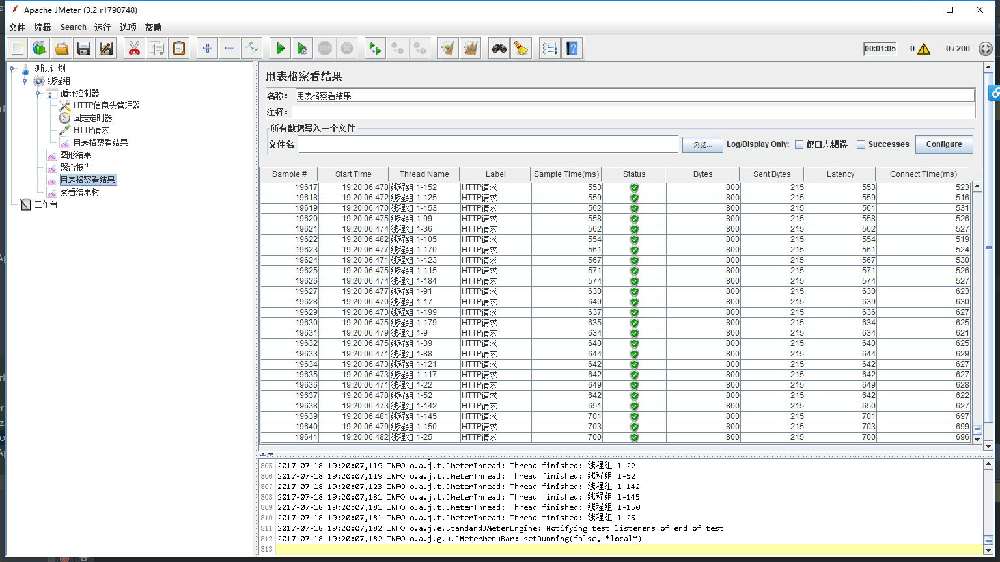 Apache JMeter (3.2 r1790748)
文件 编辑 Search 运行 选项 帮助
00:01:05 0 0 / 200
测试计划
线程组
循环控制器
HTTP信息头管理器
固定定时器
HTTP请求
用表格察看结果
图形结果
聚合报告
用表格察看结果
察看结果树
工作台
用表格察看结果
名称： 用表格察看结果
注释：
所有数据写入一个文件
文件名 浏览... Log/Display Only: 仅日志错误 Successes Configure
Sample # Start Time Thread Name Label Sample Time(ms) Status Bytes Sent Bytes Latency Connect Time(ms)
19617 19:20:06.478 线程组 1-152 HTTP请求 553 800 215 553 523
19618 19:20:06.472 线程组 1-125 HTTP请求 559 800 215 559 516
19619 19:20:06.470 线程组 1-153 HTTP请求 562 800 215 561 531
19620 19:20:06.475 线程组 1-99 HTTP请求 558 800 215 558 526
19621 19:20:06.474 线程组 1-36 HTTP请求 562 800 215 562 527
19622 19:20:06.482 线程组 1-105 HTTP请求 554 800 215 554 519
19623 19:20:06.477 线程组 1-170 HTTP请求 561 800 215 561 524
19624 19:20:06.471 线程组 1-123 HTTP请求 567 800 215 567 530
19625 19:20:06.475 线程组 1-115 HTTP请求 571 800 215 571 526
19626 19:20:06.474 线程组 1-184 HTTP请求 574 800 215 574 527
19627 19:20:06.477 线程组 1-91 HTTP请求 630 800 215 630 623
19628 19:20:06.470 线程组 1-17 HTTP请求 640 800 215 639 630
19629 19:20:06.473 线程组 1-199 HTTP请求 637 800 215 636 627
19630 19:20:06.475 线程组 1-179 HTTP请求 635 800 215 634 625
19631 19:20:06.479 线程组 1-9 HTTP请求 634 800 215 634 621
19632 19:20:06.475 线程组 1-39 HTTP请求 640 800 215 640 625
19633 19:20:06.471 线程组 1-88 HTTP请求 644 800 215 644 629
19634 19:20:06.473 线程组 1-121 HTTP请求 642 800 215 642 627
19635 19:20:06.473 线程组 1-117 HTTP请求 642 800 215 642 627
19636 19:20:06.471 线程组 1-22 HTTP请求 649 800 215 649 628
19637 19:20:06.478 线程组 1-52 HTTP请求 642 800 215 642 622
19638 19:20:06.473 线程组 1-142 HTTP请求 651 800 215 650 627
19639 19:20:06.481 线程组 1-145 HTTP请求 701 800 215 701 697
19640 19:20:06.479 线程组 1-150 HTTP请求 703 800 215 703 699
19641 19:20:06.482 线程组 1-25 HTTP请求 700 800 215 700 696
805 2017-07-18 19:20:07,119 INFO o.a.j.t.JMeterThread: Thread finished: 线程组 1-22
806 2017-07-18 19:20:07,119 INFO o.a.j.t.JMeterThread: Thread finished: 线程组 1-52
807 2017-07-18 19:20:07,123 INFO o.a.j.t.JMeterThread: Thread finished: 线程组 1-142
808 2017-07-18 19:20:07,181 INFO o.a.j.t.JMeterThread: Thread finished: 线程组 1-145
809 2017-07-18 19:20:07,181 INFO o.a.j.t.JMeterThread: Thread finished: 线程组 1-150
810 2017-07-18 19:20:07,181 INFO o.a.j.t.JMeterThread: Thread finished: 线程组 1-25
811 2017-07-18 19:20:07,182 INFO o.a.j.e.StandardJMeterEngine: Notifying test listeners of end of test
812 2017-07-18 19:20:07,182 INFO o.a.j.g.u.JMeterMenuBar: setRunning(false, *local*)
813